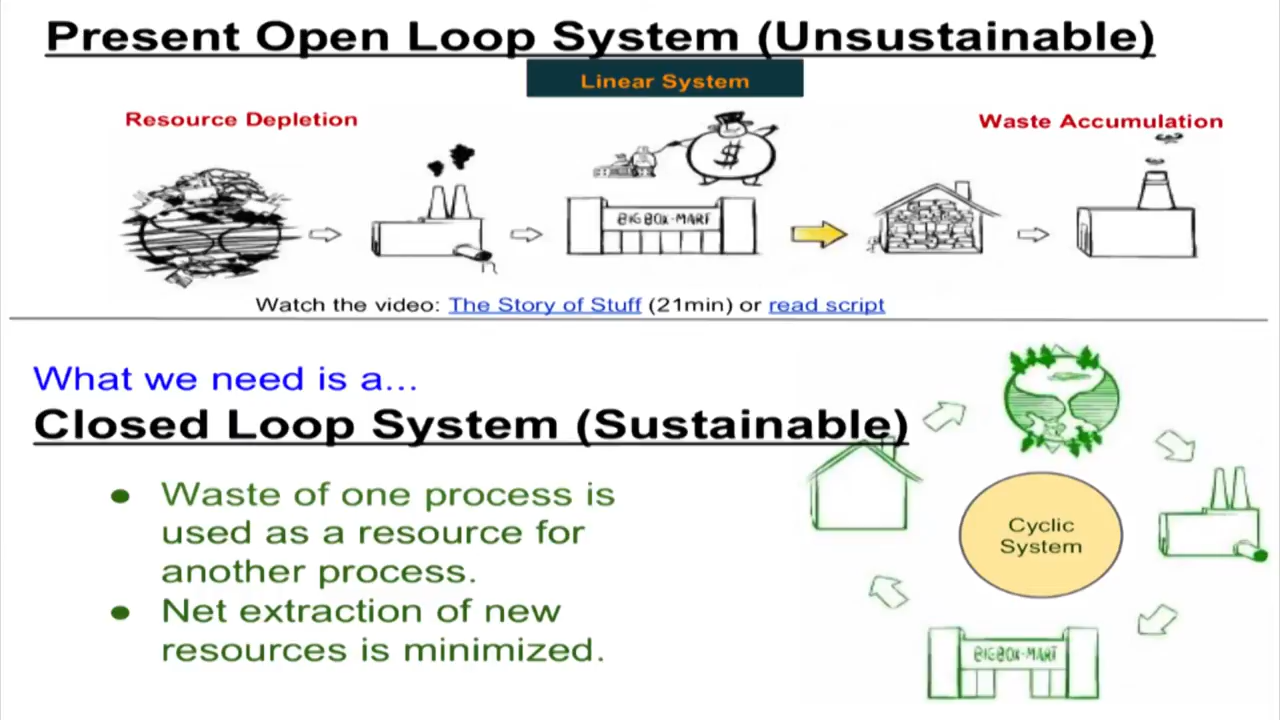 Present Open Loop System (Unsustainable)
Linear System
Resource Depletion
Waste Accumulation
$
BIG BOX-MART
Watch the video: The Story of Stuff (21min) or read script
What we need is a...
Closed Loop System (Sustainable)
● Waste of one process is
used as a resource for
another process.
● Net extraction of new
resources is minimized.
Cyclic
System
BIGBOX-MART